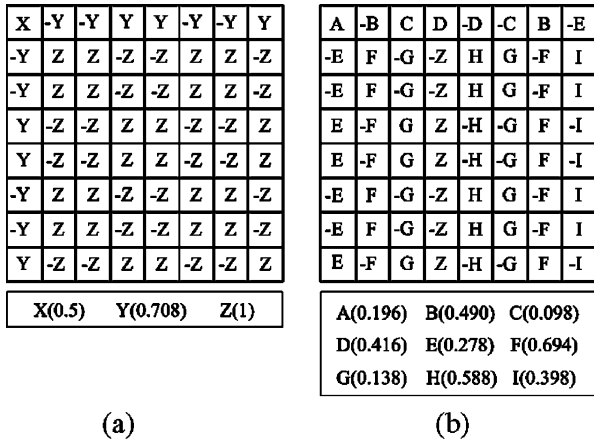 X -Y -Y Y Y -Y -Y Y
-Y Z Z -Z -Z Z Z -Z
-Y Z Z -Z -Z Z Z -Z
Y -Z -Z Z Z -Z -Z Z
Y -Z -Z Z Z -Z -Z Z
-Y Z Z -Z -Z Z Z -Z
-Y Z Z -Z -Z Z Z -Z
Y -Z -Z Z Z -Z -Z Z
X(0.5) Y(0.708) Z(1)
(a)
A -B C D -D -C B -E
-E F -G -Z H G -F I
-E F -G -Z H G -F I
E -F G Z -H -G F -I
E -F G Z -H -G F -I
-E F -G -Z H G -F I
-E F -G -Z H G -F I
E -F G Z -H -G F -I
A(0.196) B(0.490) C(0.098)
D(0.416) E(0.278) F(0.694)
G(0.138) H(0.588) I(0.398)
(b)